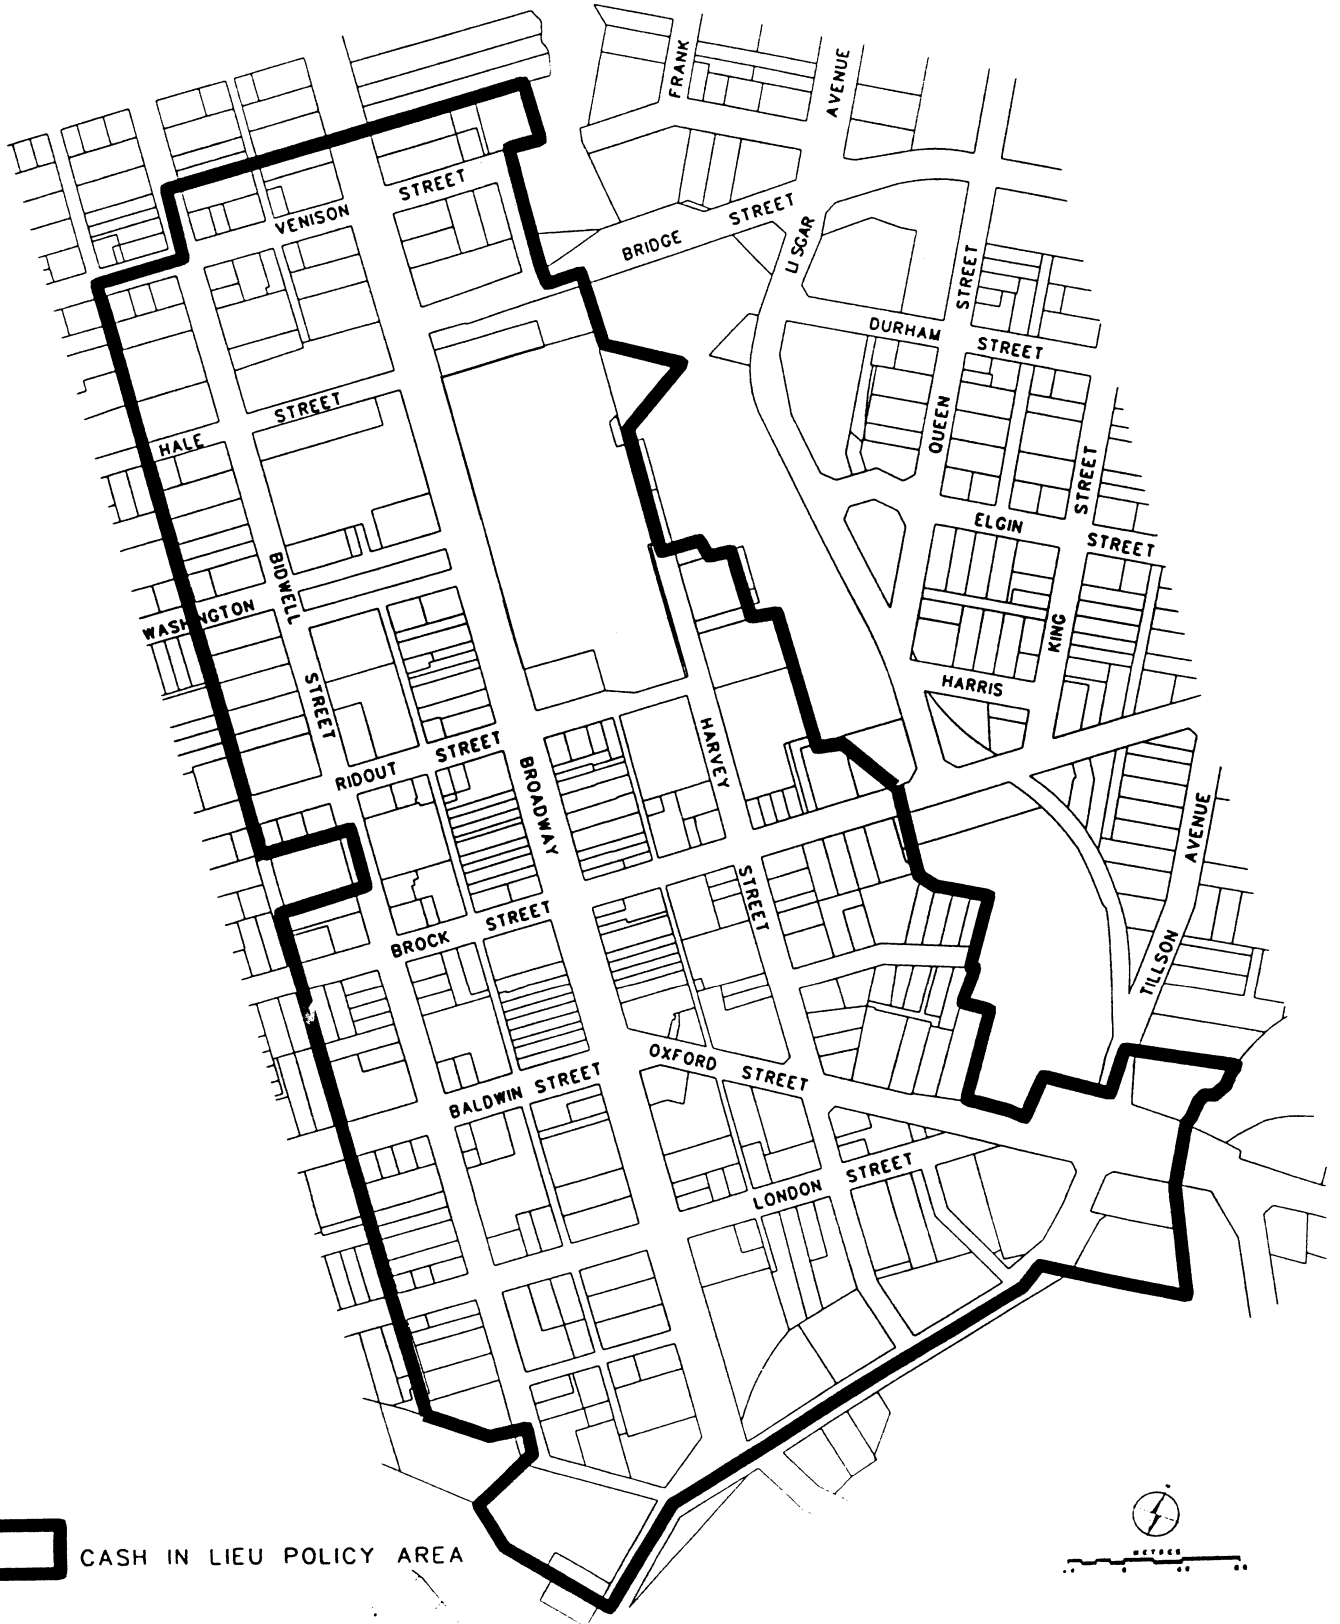 FRANK
AVENUE
VENISON
STREET
BRIDGE
STREET
LISGAR
STREET
DURHAM
STREET
HALE
STREET
QUEEN
STREET
ELGIN
STREET
BIDWELL
STREET
WASHINGTON
KING
HARRIS
RIDOUT
STREET
BROADWAY
HARVEY
STREET
AVENUE
TILLSON
BROCK
STREET
OXFORD
STREET
BALDWIN STREET
LONDON
STREET
METRES
CASH IN LIEU POLICY AREA